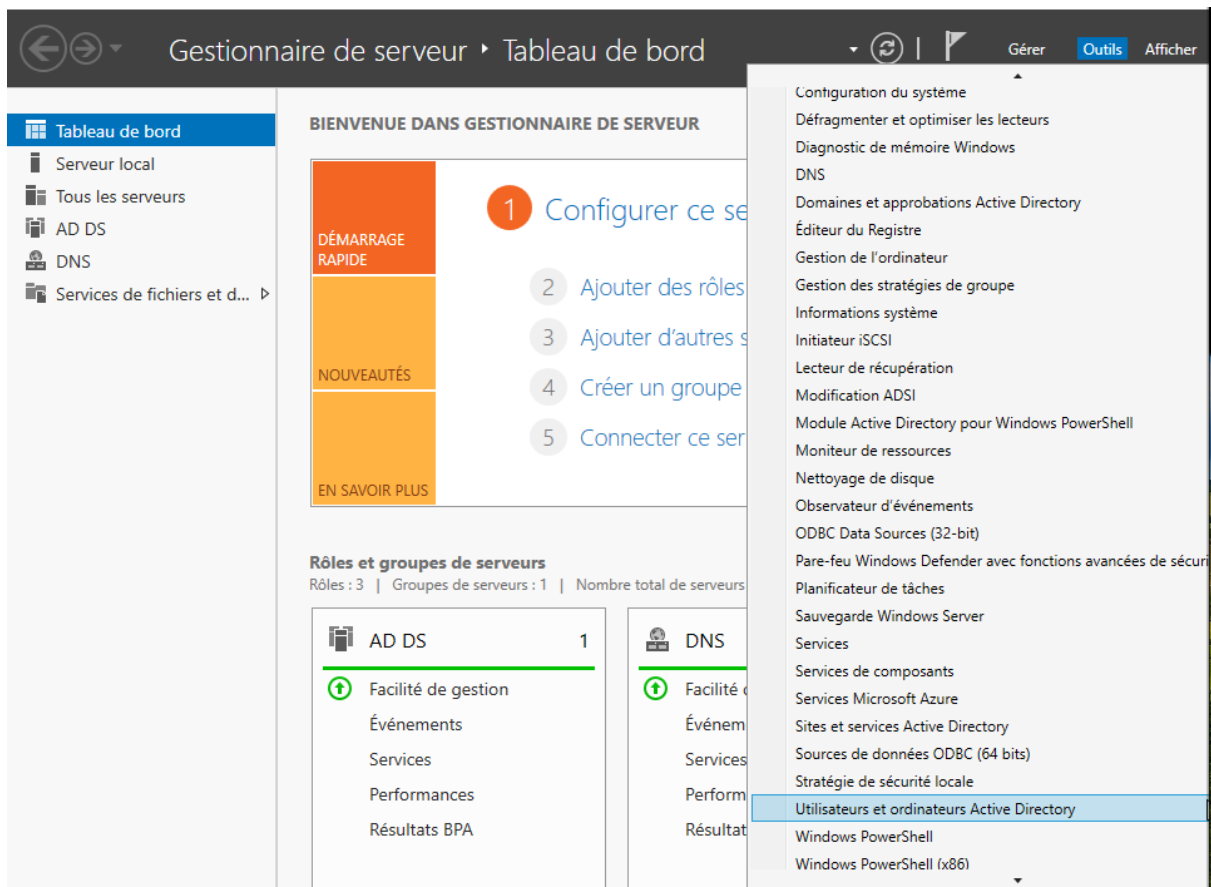 Gestionnaire de serveur ‣ Tableau de bord
Gérer Outils Afficher
Tableau de bord
Serveur local
Tous les serveurs
AD DS
DNS
Services de fichiers et d...
BIENVENUE DANS GESTIONNAIRE DE SERVEUR
DÉMARRAGE
RAPIDE
NOUVEAUTÉS
EN SAVOIR PLUS
1 Configurer ce se
2 Ajouter des rôles
3 Ajouter d'autres s
4 Créer un groupe
5 Connecter ce ser
Rôles et groupes de serveurs
Rôles : 3 | Groupes de serveurs : 1 | Nombre total de serveurs
AD DS 1
Facilité de gestion
Événements
Services
Performances
Résultats BPA
DNS
Facilité
Événem
Services
Perform
Résultat
Configuration du système
Défragmenter et optimiser les lecteurs
Diagnostic de mémoire Windows
DNS
Domaines et approbations Active Directory
Éditeur du Registre
Gestion de l'ordinateur
Gestion des stratégies de groupe
Informations système
Initiateur iSCSI
Lecteur de récupération
Modification ADSI
Module Active Directory pour Windows PowerShell
Moniteur de ressources
Nettoyage de disque
Observateur d'événements
ODBC Data Sources (32-bit)
Pare-feu Windows Defender avec fonctions avancées de sécuri
Planificateur de tâches
Sauvegarde Windows Server
Services
Services de composants
Services Microsoft Azure
Sites et services Active Directory
Sources de données ODBC (64 bits)
Stratégie de sécurité locale
Utilisateurs et ordinateurs Active Directory
Windows PowerShell
Windows PowerShell (x86)